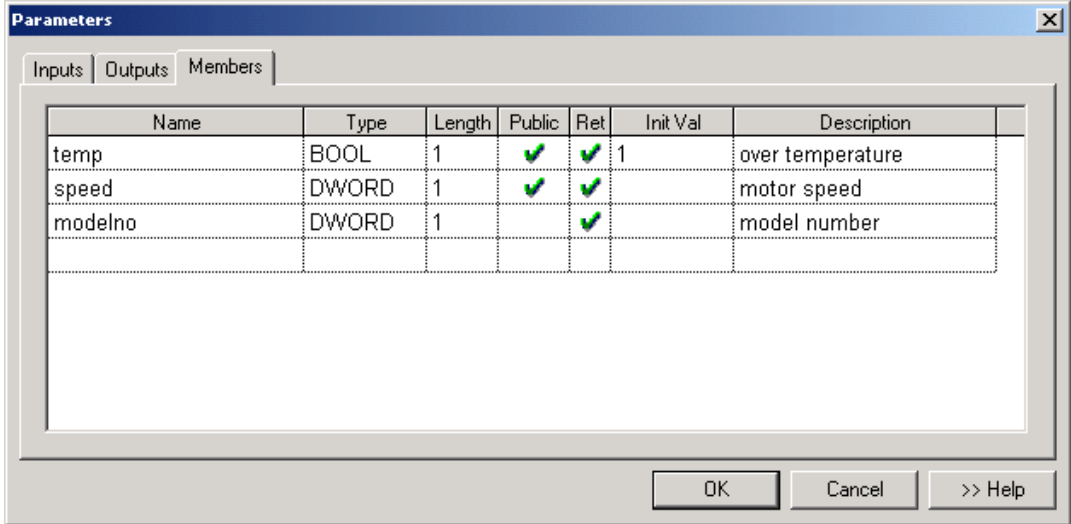 Parameters
Inputs Outputs Members
Name Type Length Public Ret Init Val Description
temp BOOL 1 1 over temperature
speed DWORD 1 motor speed
modelno DWORD 1 model number
OK Cancel >> Help